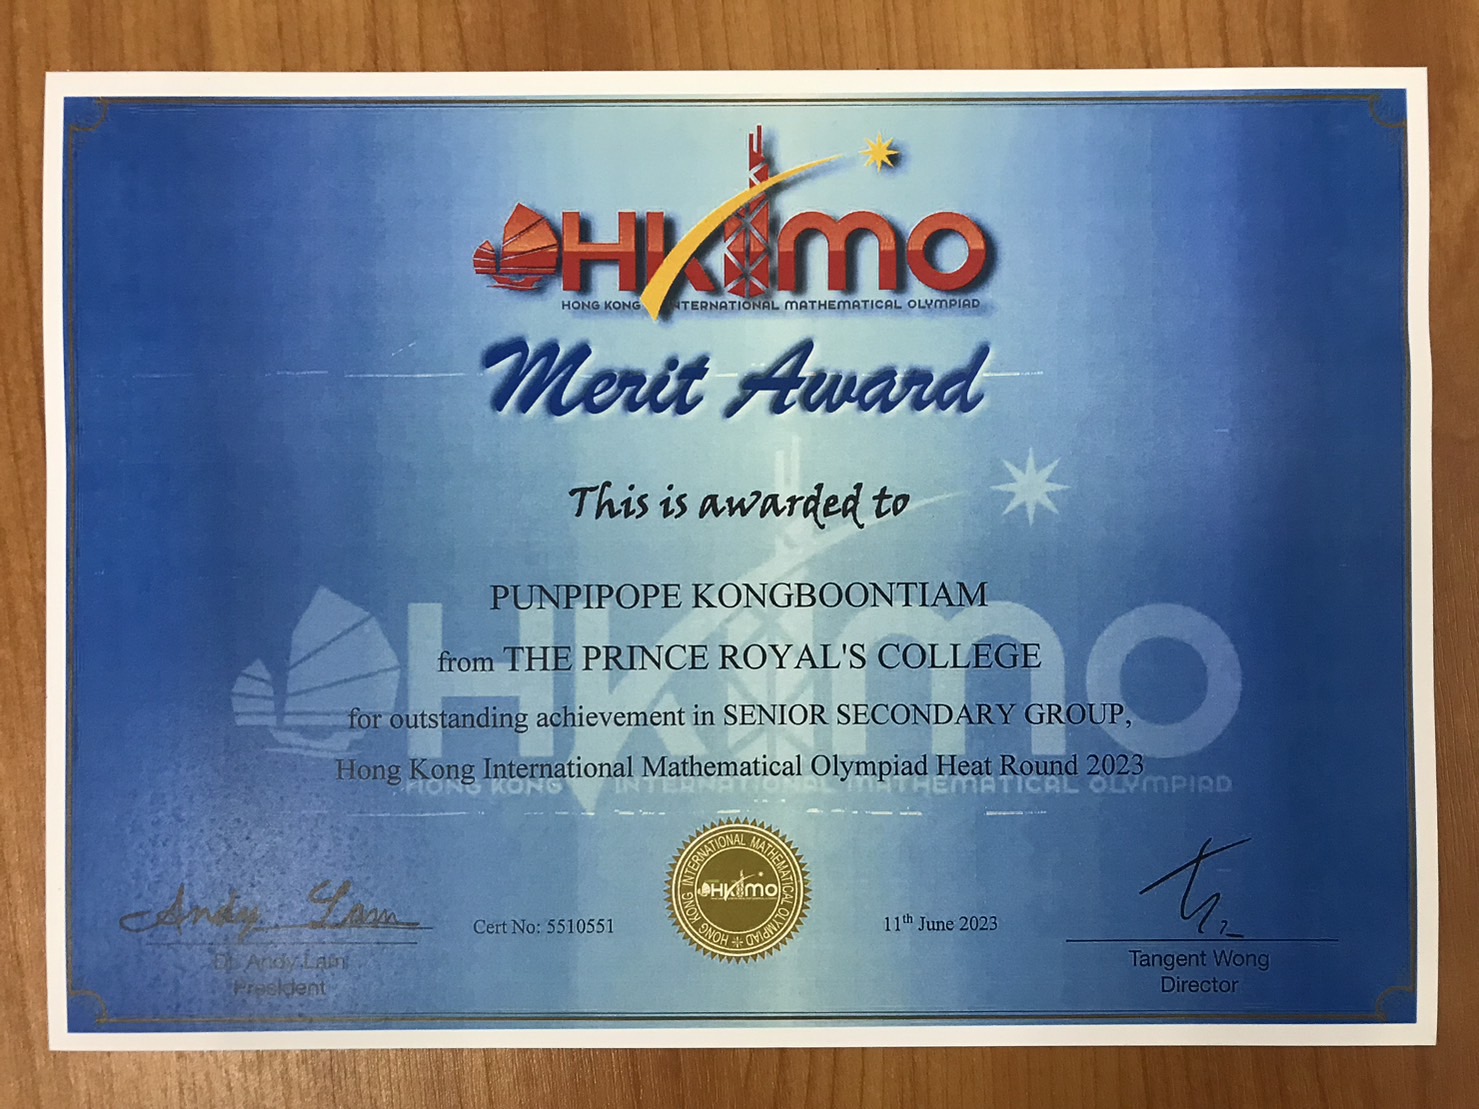 HKIMO
HONG KONG INTERNATIONAL MATHEMATICAL OLYMPIAD
Merit Award
This is awarded to
PUNPIPOPE KONGBOONTIAM
from THE PRINCE ROYAL'S COLLEGE
for outstanding achievement in SENIOR SECONDARY GROUP,
Hong Kong International Mathematical Olympiad Heat Round 2023
HKIMO
HONG KONG INTERNATIONAL MATHEMATICAL OLYMPIAD
Andy Lam
Dr. Andy Lam
President
Cert No: 5510551
HONG KONG INTERNATIONAL MATHEMATICAL OLYMPIAD
HKIMO
11th June 2023
Tangent Wong
Director